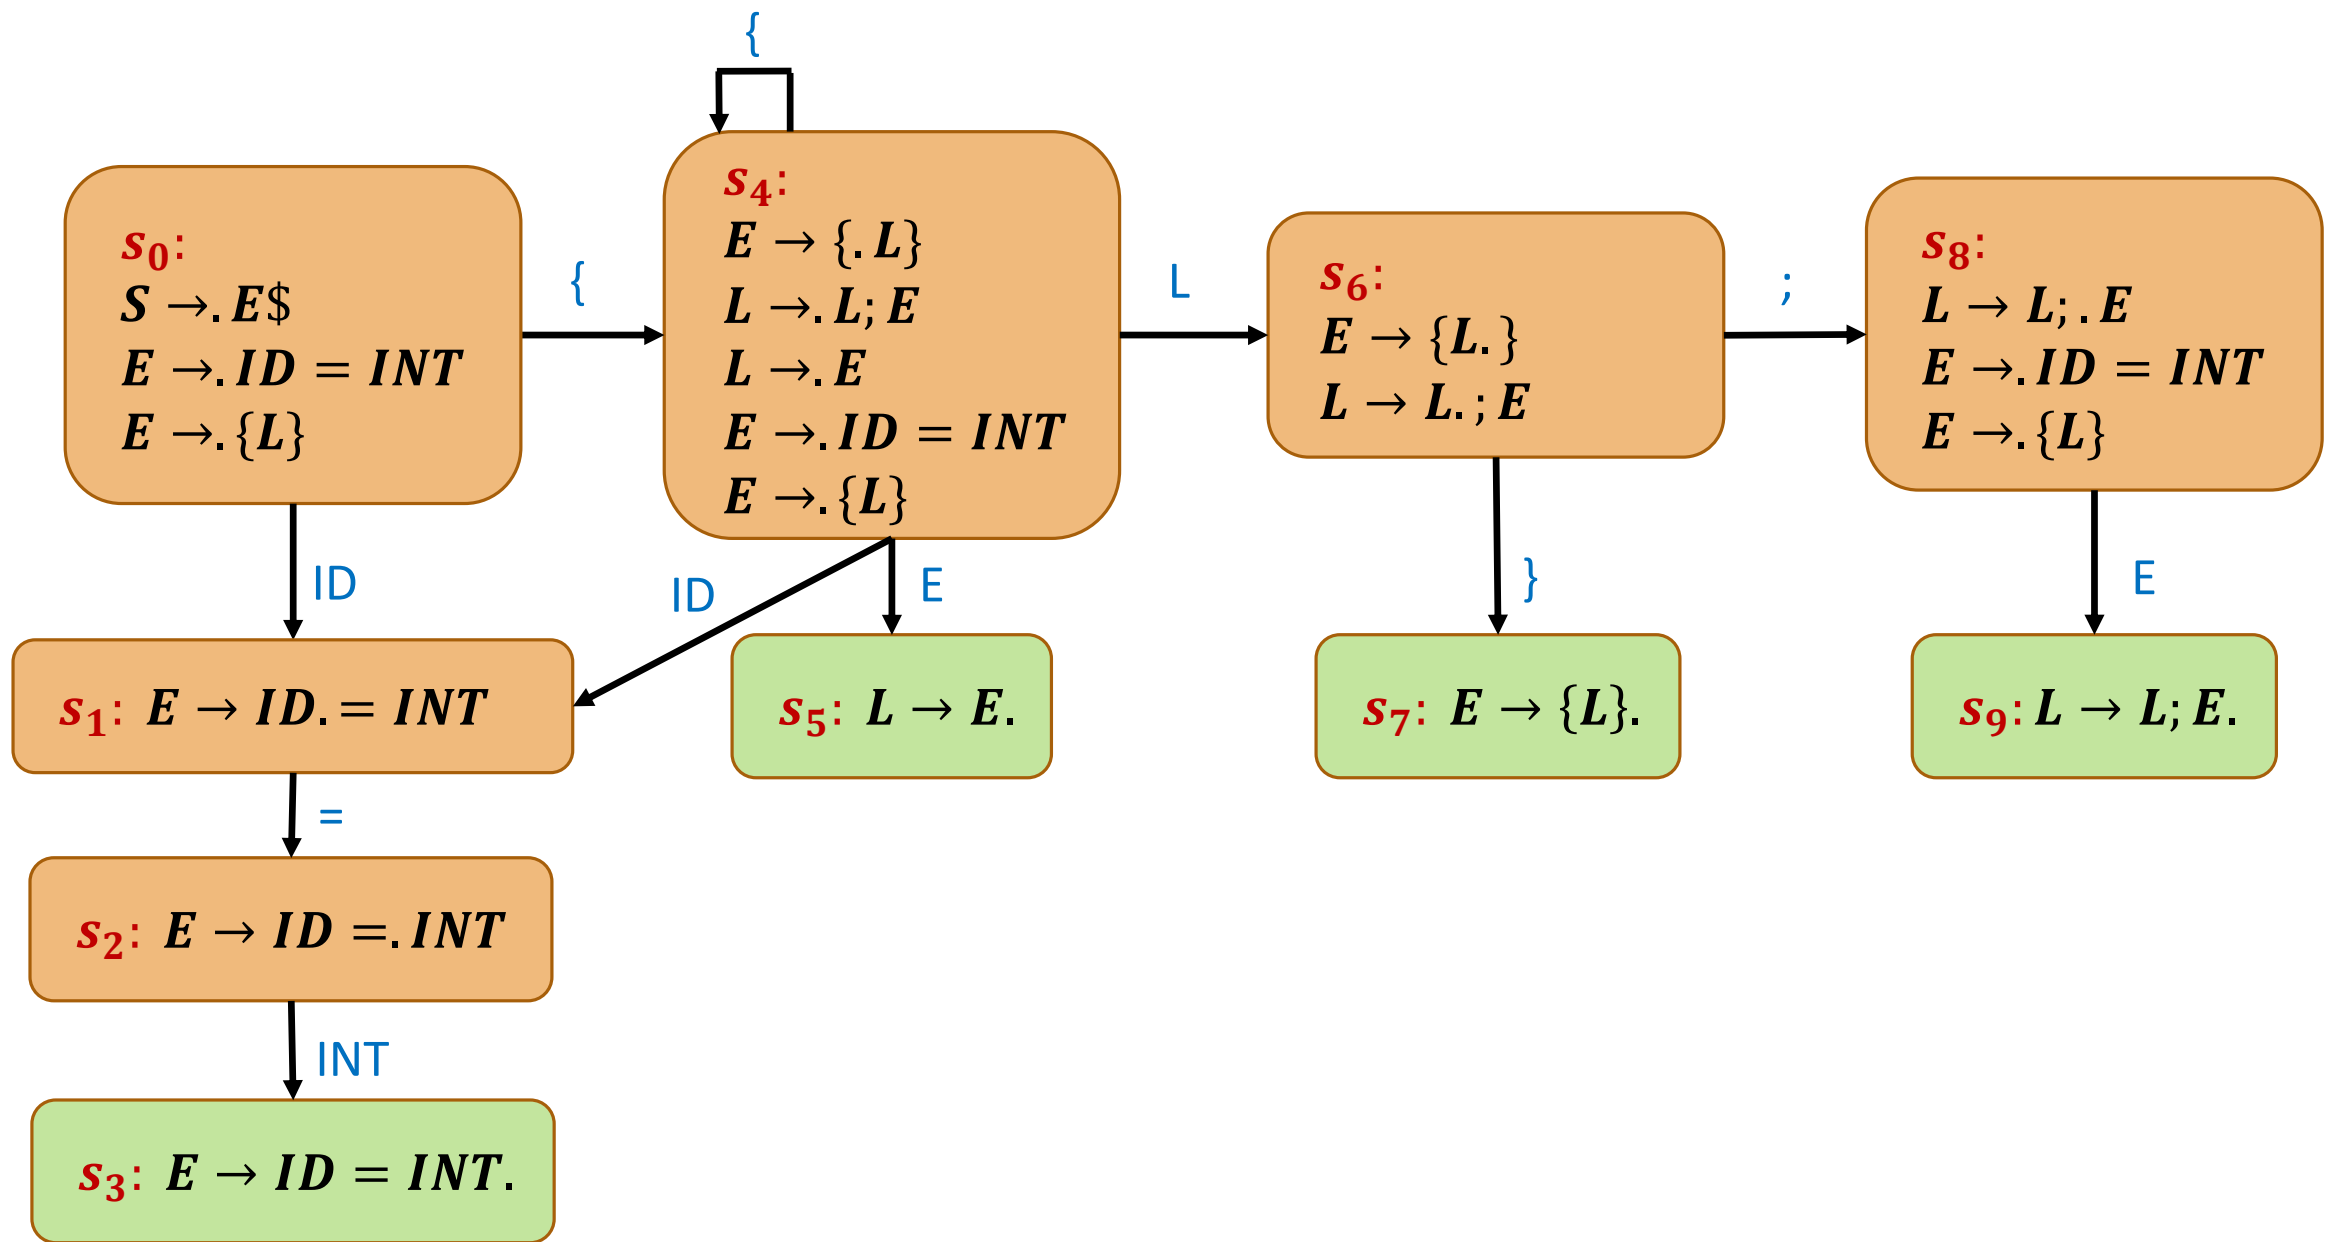 {
s₀:
S →. E$
E →. ID = INT
E →. {L}
{
s₄:
E → {. L}
L →. L; E
L →. E
E →. ID = INT
E →. {L}
L
s₆:
E → {L. }
L → L. ; E
;
s₈:
L → L; . E
E →. ID = INT
E →. {L}
ID
ID
E
}
E
s₁: E → ID. = INT
s₅: L → E.
s₇: E → {L}.
s₉: L → L; E.
=
s₂: E → ID =. INT
INT
s₃: E → ID = INT.